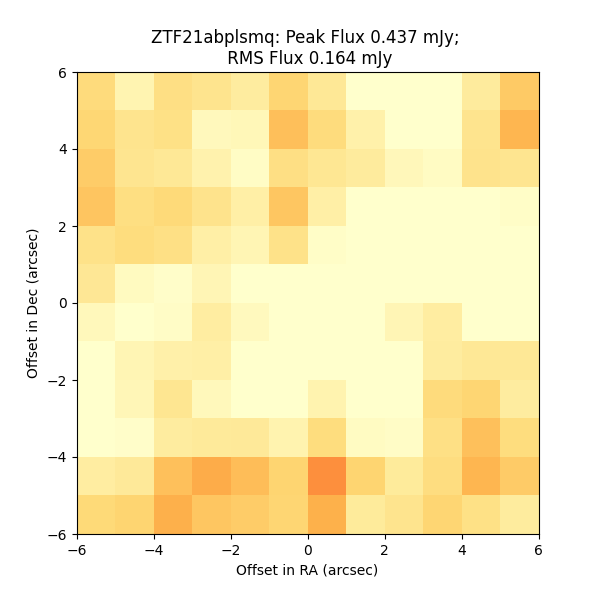 ZTF21abplsmq: Peak Flux 0.437 mJy;
RMS Flux 0.164 mJy
6
4
2
0
−2
−4
−6
Offset in Dec (arcsec)
−6 −4 −2 0 2 4 6
Offset in RA (arcsec)